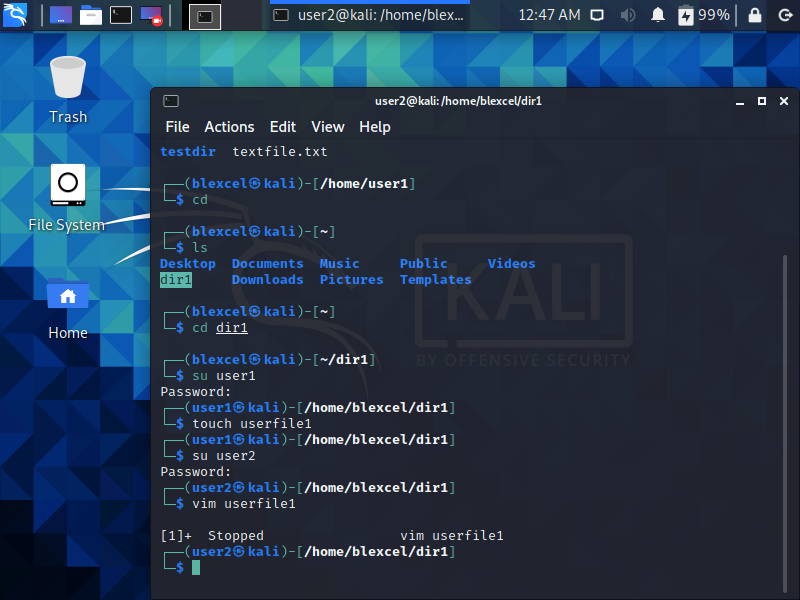 user2@kali: /home/blex...
12:47 AM
99%
Trash
File System
Home
user2@kali: /home/blexcel/dir1
File Actions Edit View Help
testdir textfile.txt
┌──(blexcel㉿kali)-[/home/user1]
└─$ cd
┌──(blexcel㉿kali)-[~]
└─$ ls
Desktop Documents Music Public Videos
dir1 Downloads Pictures Templates
┌──(blexcel㉿kali)-[~]
└─$ cd dir1
┌──(blexcel㉿kali)-[~/dir1]
└─$ su user1
Password:
┌──(user1㉿kali)-[/home/blexcel/dir1]
└─$ touch userfile1
┌──(user1㉿kali)-[/home/blexcel/dir1]
└─$ su user2
Password:
┌──(user2㉿kali)-[/home/blexcel/dir1]
└─$ vim userfile1
[1]+ Stopped vim userfile1
┌──(user2㉿kali)-[/home/blexcel/dir1]
└─$
KALI
BY OFFENSIVE SECURITY